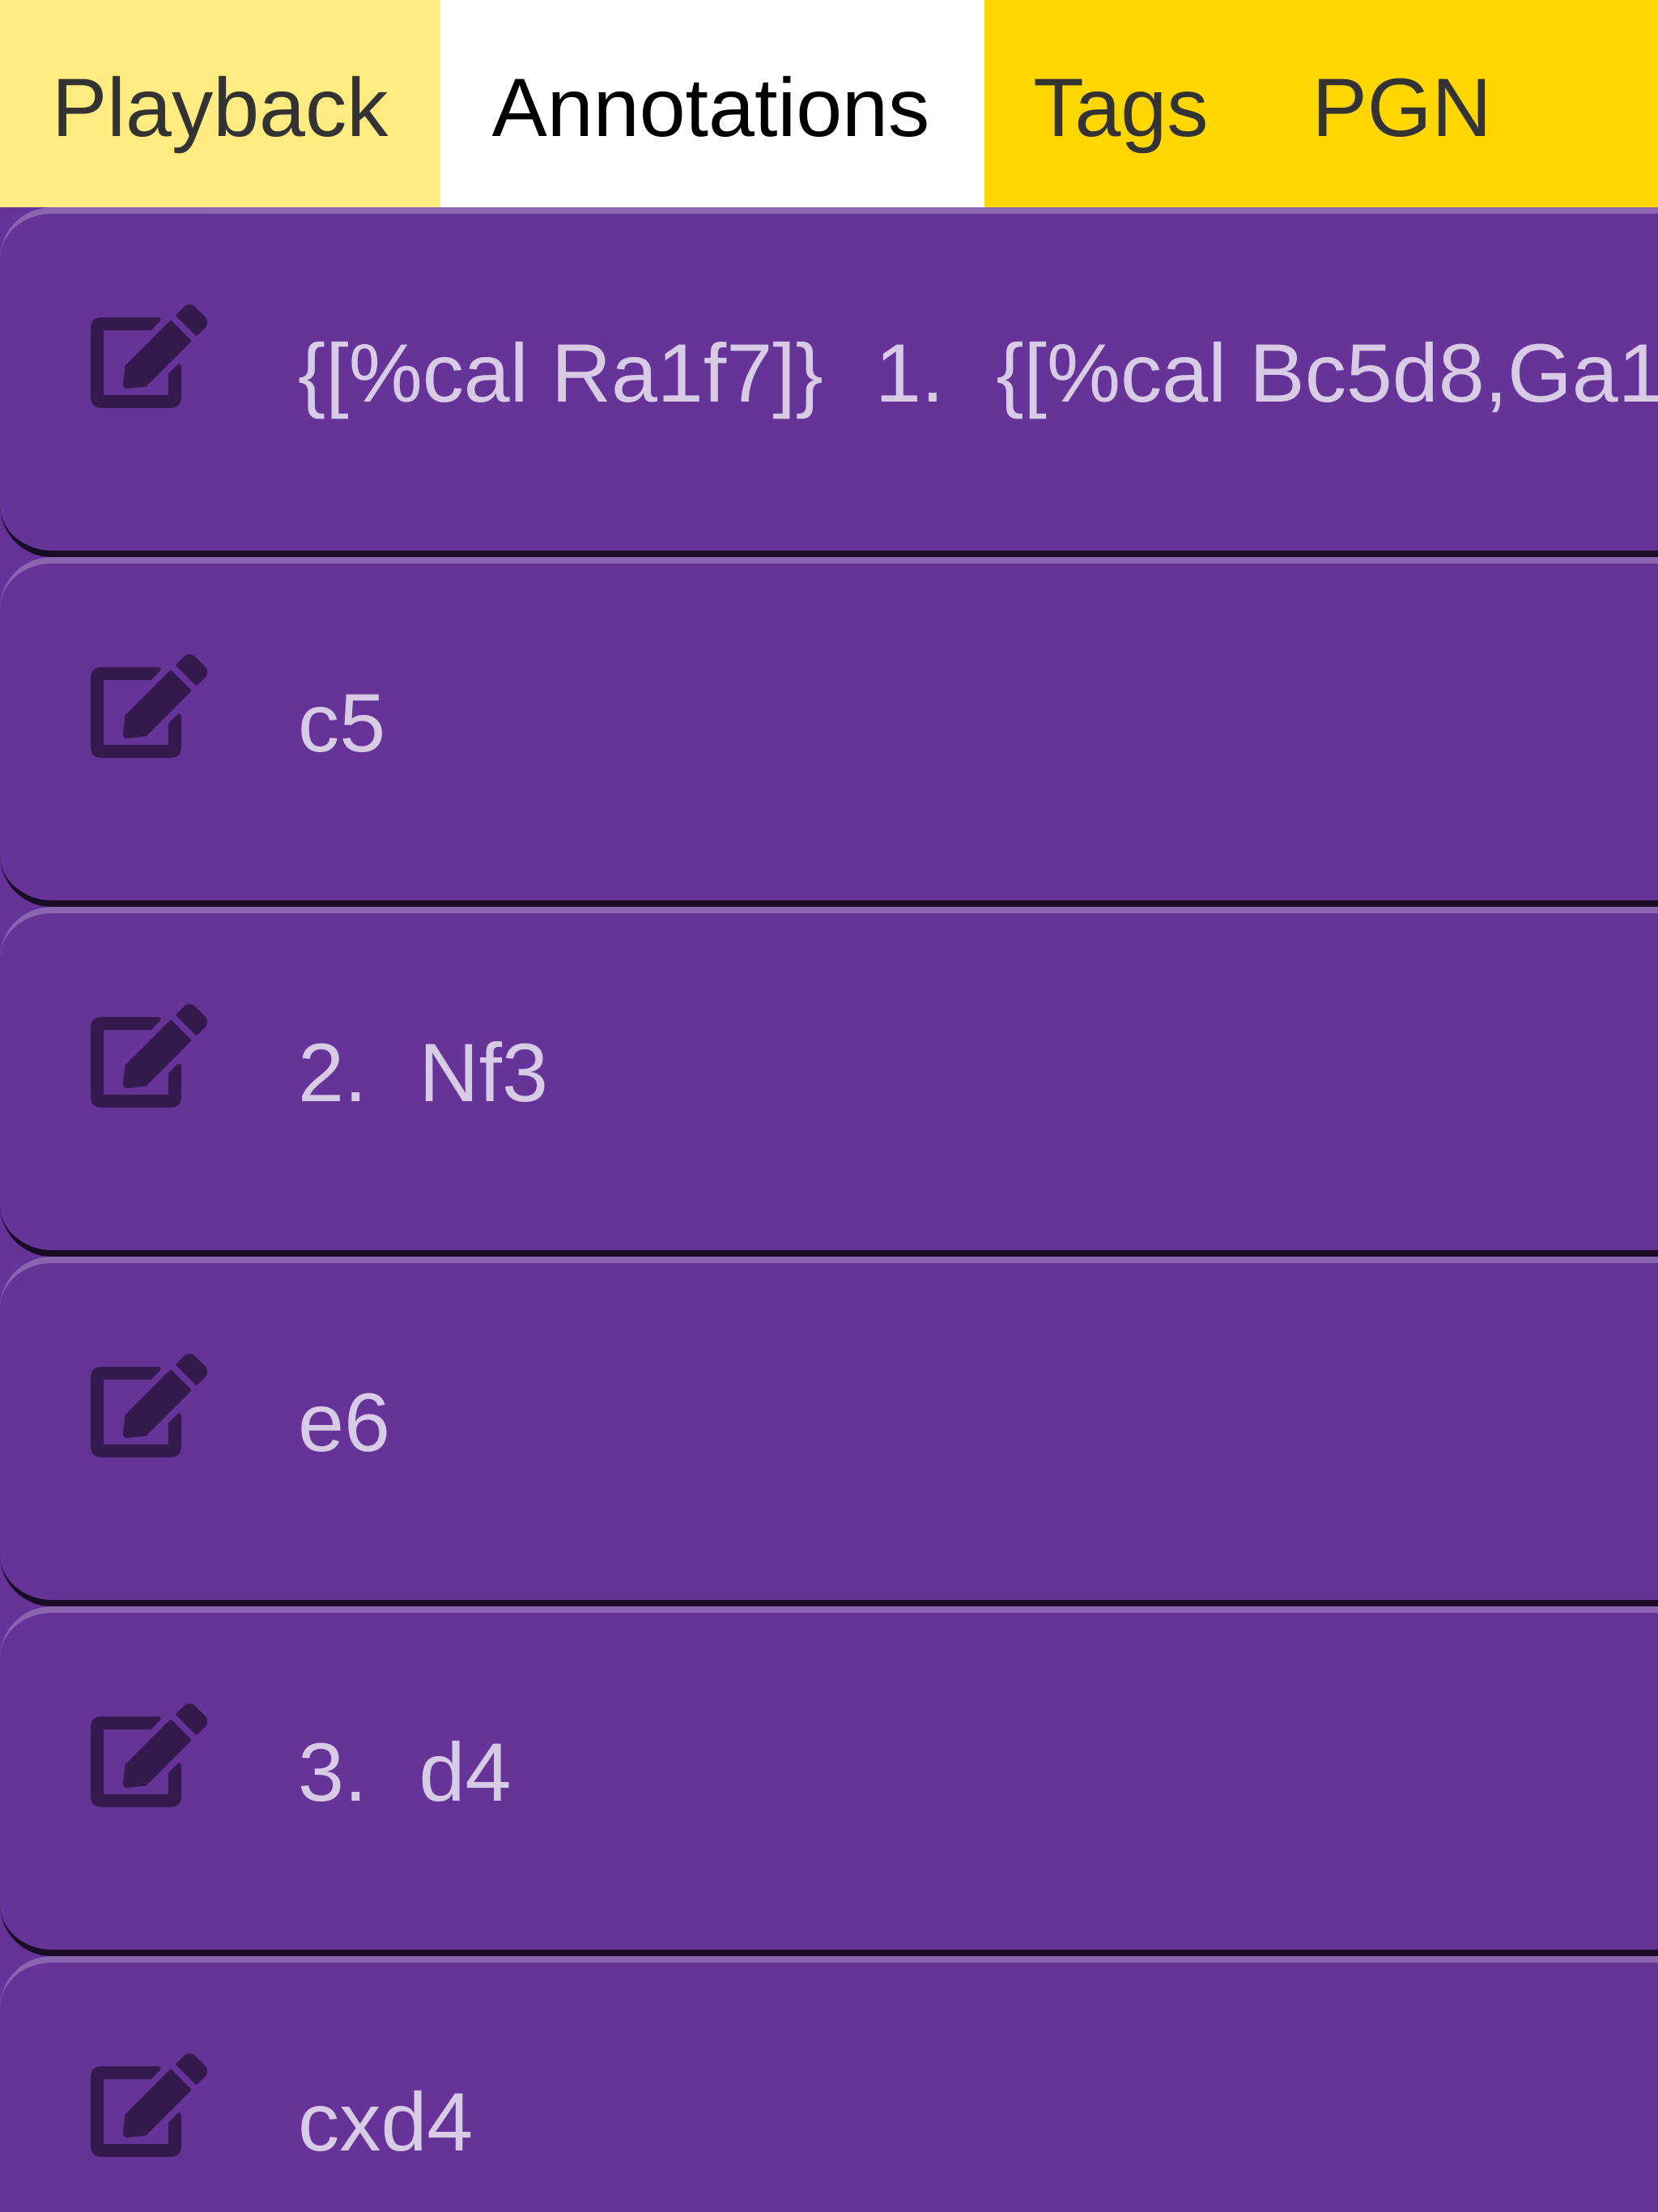 Playback Annotations Tags PGN
{[%cal Ra1f7]} 1. {[%cal Bc5d8,Ga1
c5
2. Nf3
e6
3. d4
cxd4